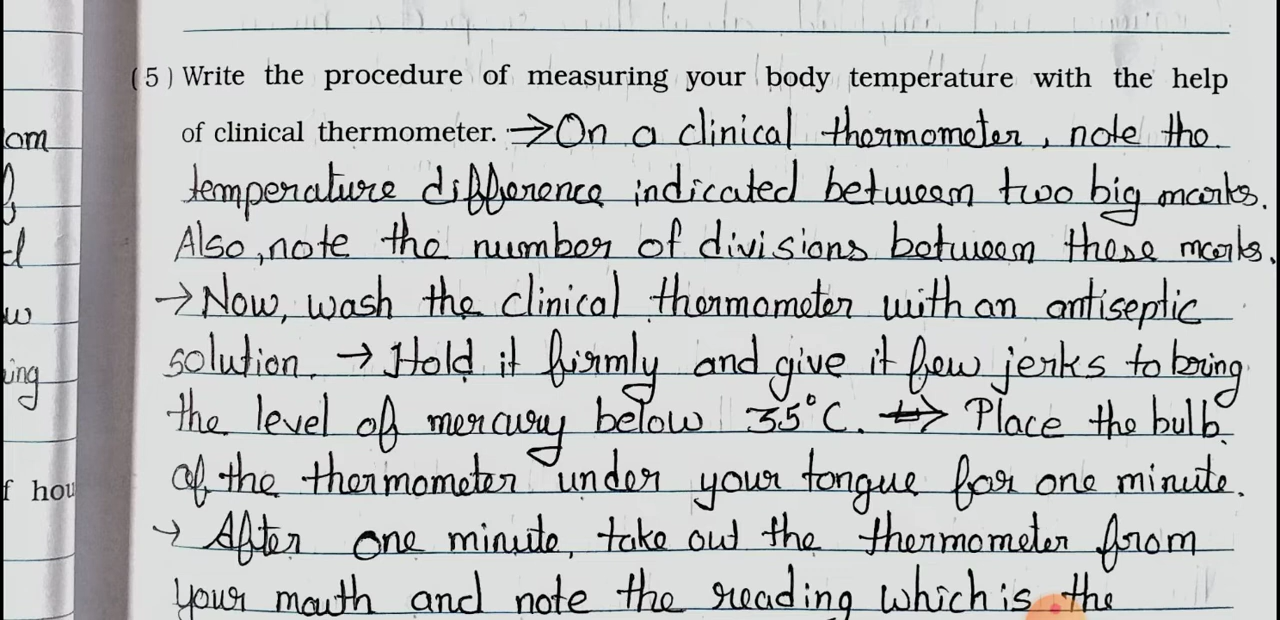 (5) Write the procedure of measuring your body temperature with the help
of clinical thermometer. → On a clinical thermometer, note the
temperature difference indicated between two big marks.
Also, note the number of divisions between these marks.
→ Now, wash the clinical thermometer with an antiseptic
solution. → Hold it firmly and give it few jerks to bring
the level of mercury below 35°C. → Place the bulb
of the thermometer under your tongue for one minute.
→ After one minute, take out the thermometer from
your mouth and note the reading which is the
om
w
ing
f hou